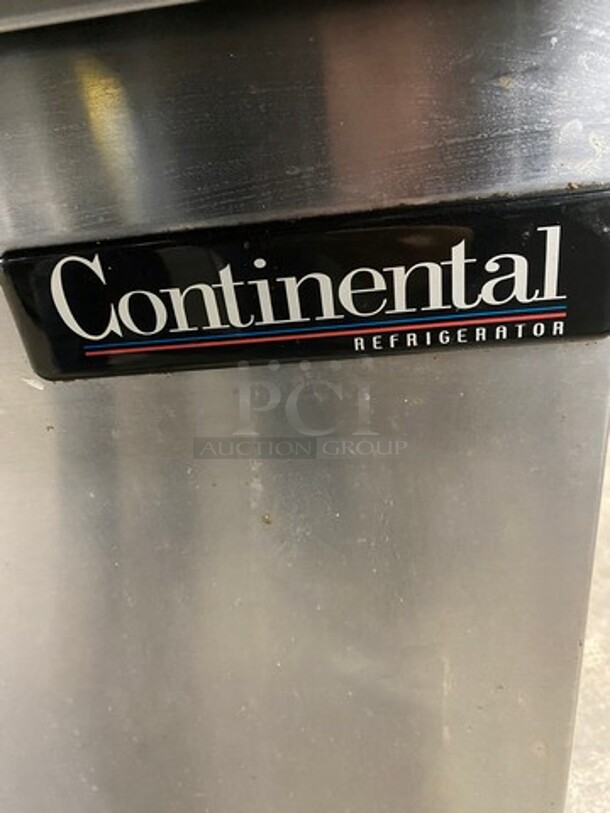 Continental
REFRIGERATOR
PCI
AUCTION GROUP